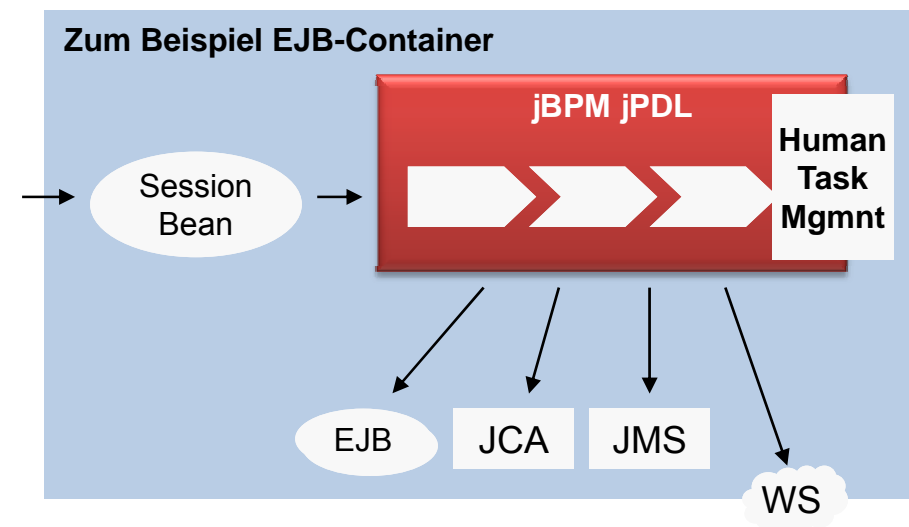 Zum Beispiel EJB-Container
jBPM jPDL
Human
Task
Mgmnt
Session
Bean
EJB
JCA
JMS
WS